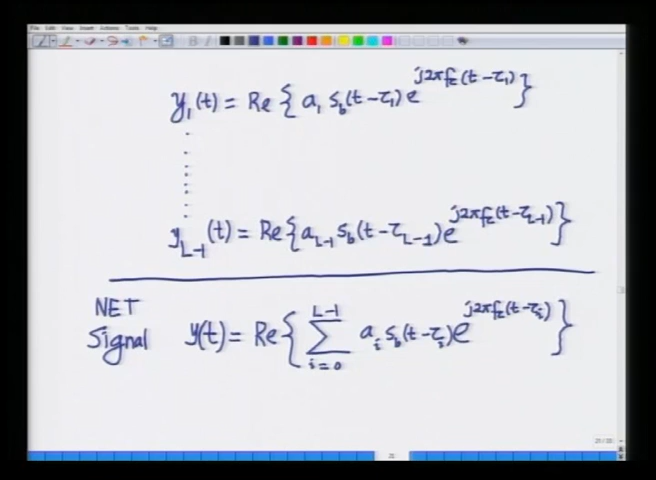 y₁(t) = Re { a₁ s_b(t-τ₁) e^{j2πf_c(t-τ₁)} }
y_{L-1}(t) = Re{ a_{L-1} s_b(t-τ_{L-1}) e^{j2πf_c(t-τ_{L-1})} }
NET
Signal y(t) = Re{ \sum_{i=0}^{L-1} a_i s_b(t-τ_i) e^{j2πf_c(t-τ_i)} }